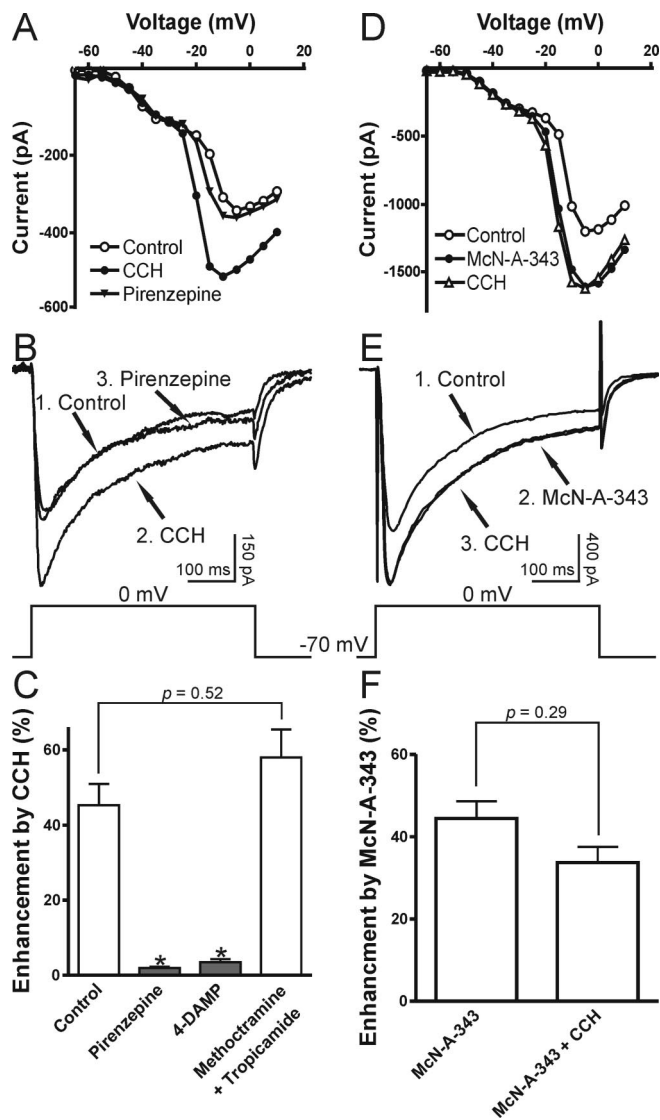 A
Voltage (mV)
-60 -40 -20 0 20
Current (pA)
-200
-400
-600
Control
CCH
Pirenzepine
D
Voltage (mV)
-60 -40 -20 0 20
Current (pA)
-500
-1000
-1500
Control
McN-A-343
CCH
B
3. Pirenzepine
1. Control
2. CCH
150 pA
100 ms
0 mV
-70 mV
E
1. Control
2. McN-A-343
3. CCH
400 pA
100 ms
0 mV
C
p = 0.52
Enhancement by CCH (%)
60
40
20
0
* *
Control
Pirenzepine
4-DAMP
Methoctramine
+ Tropicamide
F
p = 0.29
Enhancment by McN-A-343 (%)
60
40
20
0
McN-A-343
McN-A-343 + CCH